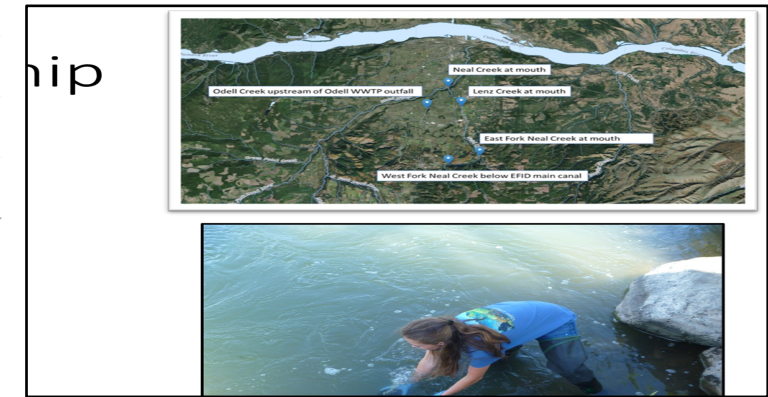 hip
Neal Creek at mouth
Odell Creek upstream of Odell WWTP outfall
Lenz Creek at mouth
East Fork Neal Creek at mouth
West Fork Neal Creek below EFID main canal